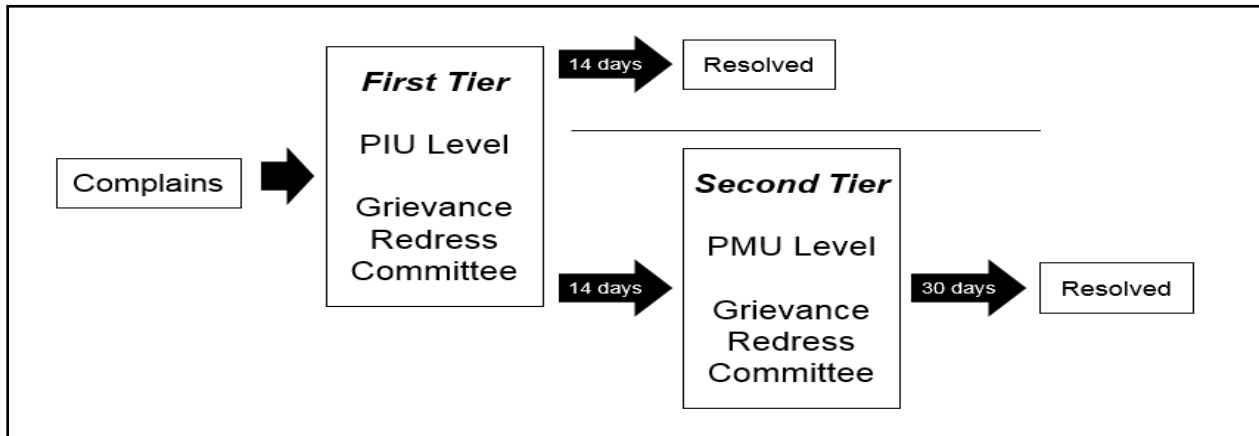 Complains
First Tier
PIU Level
Grievance
Redress
Committee
14 days
Resolved
14 days
Second Tier
PMU Level
Grievance
Redress
Committee
30 days
Resolved